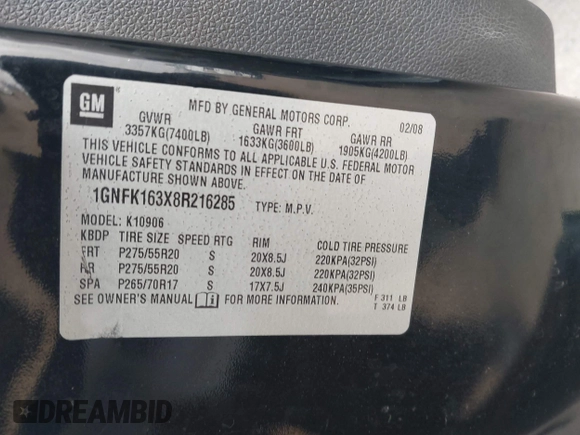 GM
MFD BY GENERAL MOTORS CORP.
02/08
GVWR GAWR FRT GAWR RR
3357KG(7400LB) 1633KG(3600LB) 1905KG(4200LB)
THIS VEHICLE CONFORMS TO ALL APPLICABLE U.S. FEDERAL MOTOR
VEHICLE SAFETY STANDARDS IN EFFECT ON THE DATE OF
MANUFACTURE SHOWN ABOVE.
1GNFK163X8R216285 TYPE: M.P.V.
MODEL: K10906
KBDP TIRE SIZE SPEED RTG RIM COLD TIRE PRESSURE
FRT P275/55R20 S 20X8.5J 220KPA(32PSI)
RR P275/55R20 S 20X8.5J 220KPA(32PSI)
SPA P265/70R17 S 17X7.5J 240KPA(35PSI)
SEE OWNER'S MANUAL FOR MORE INFORMATION.
F 311 LB
T 374 LB
DREAMBID